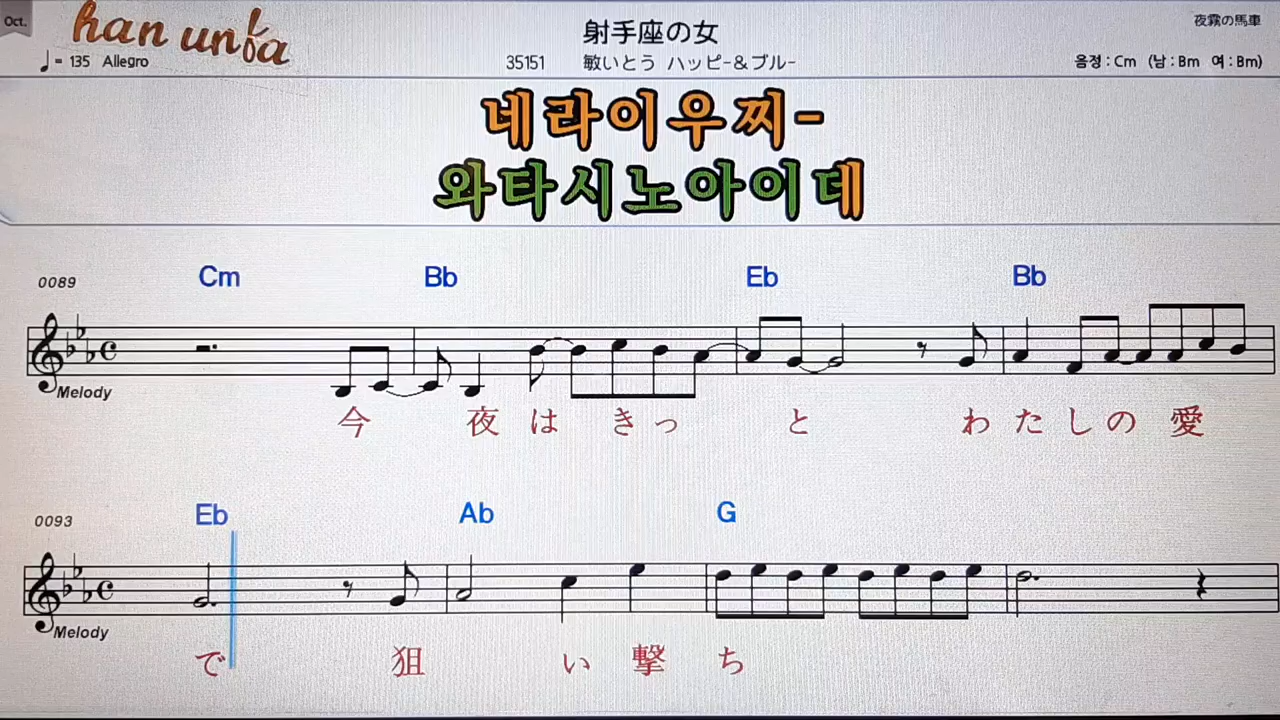 Oct.
han unfa
射手座の女
夜霧の馬車
♩= 135 Allegro
35151 敏いとう ハッピ-&ブル-
음정 : Cm (남 : Bm 여 : Bm)
네라이우찌-
와타시노아이데
0089
Cm Bb Eb Bb
Melody
今 夜 は き っ と わ た し の 愛
0093
Eb Ab G
Melody
で 狙 い 撃 ち